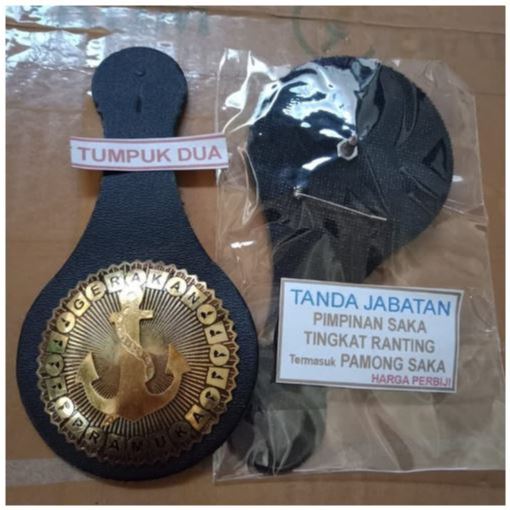 TUMPUK DUA
GERAKAN
PRAMUKA
TANDA JABATAN
PIMPINAN SAKA
TINGKAT RANTING
Termasuk PAMONG SAKA
HARGA PERBIJI